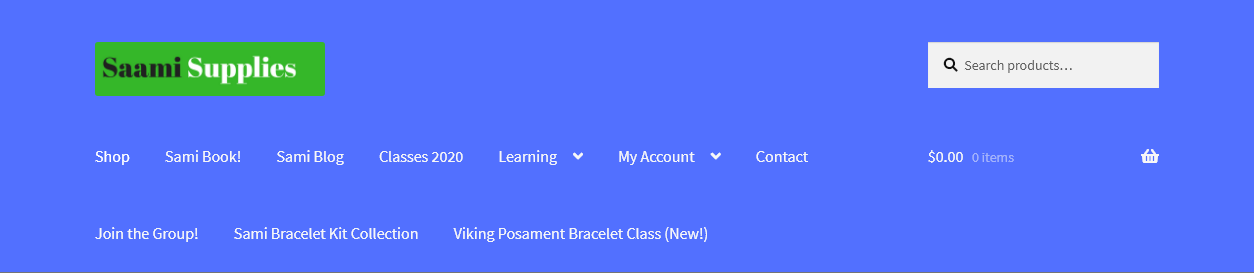 Saami Supplies
Search products…
Shop Sami Book! Sami Blog Classes 2020 Learning My Account Contact $0.00 0 items
Join the Group! Sami Bracelet Kit Collection Viking Posament Bracelet Class (New!)